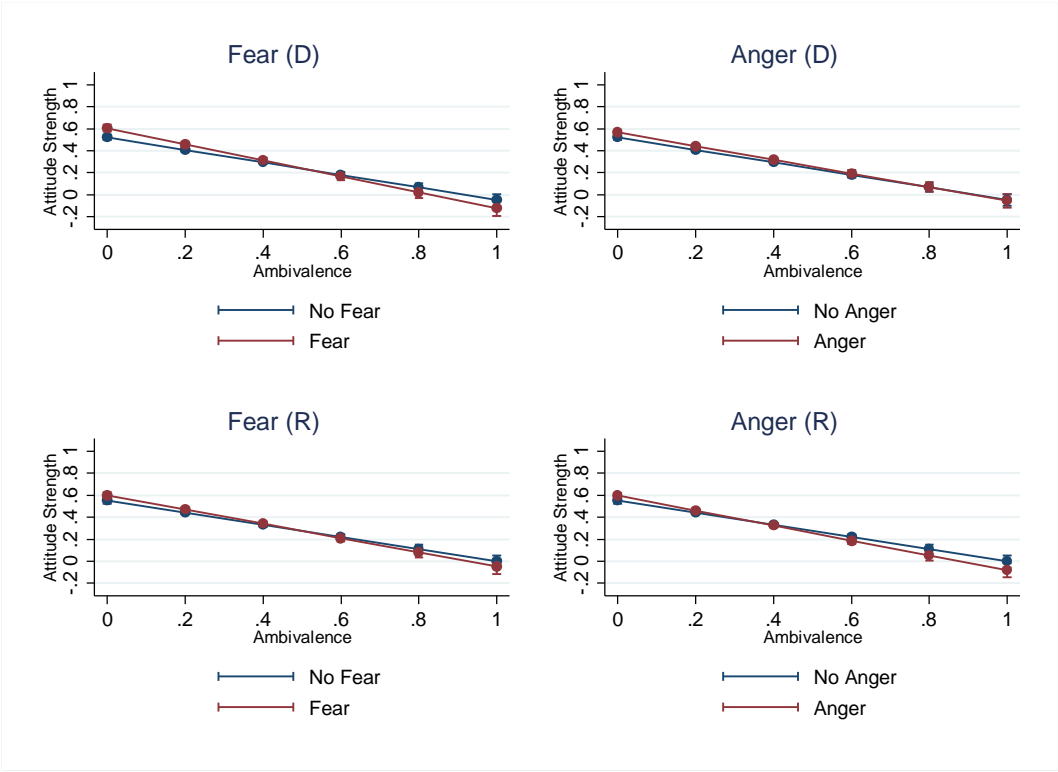 Fear (D)
Attitude Strength
-.2 0 .2 .4 .6 .8 1
0 .2 .4 .6 .8 1
Ambivalence
No Fear
Fear
Anger (D)
Attitude Strength
-.2 0 .2 .4 .6 .8 1
0 .2 .4 .6 .8 1
Ambivalence
No Anger
Anger
Fear (R)
Attitude Strength
-.2 0 .2 .4 .6 .8 1
0 .2 .4 .6 .8 1
Ambivalence
No Fear
Fear
Anger (R)
Attitude Strength
-.2 0 .2 .4 .6 .8 1
0 .2 .4 .6 .8 1
Ambivalence
No Anger
Anger